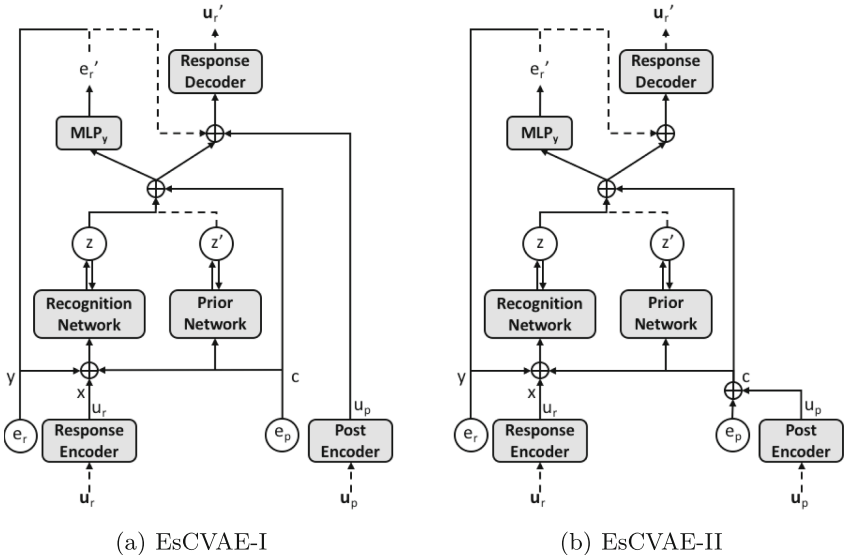 u_r′
e_r′
Response
Decoder
MLP_y
z
z′
Recognition
Network
Prior
Network
y
x
c
u_r
u_p
e_r
Response
Encoder
e_p
Post
Encoder
u_r
u_p
(a) EsCVAE-I
u_r′
e_r′
Response
Decoder
MLP_y
z
z′
Recognition
Network
Prior
Network
y
x
c
u_r
u_p
e_r
Response
Encoder
e_p
Post
Encoder
u_r
u_p
(b) EsCVAE-II